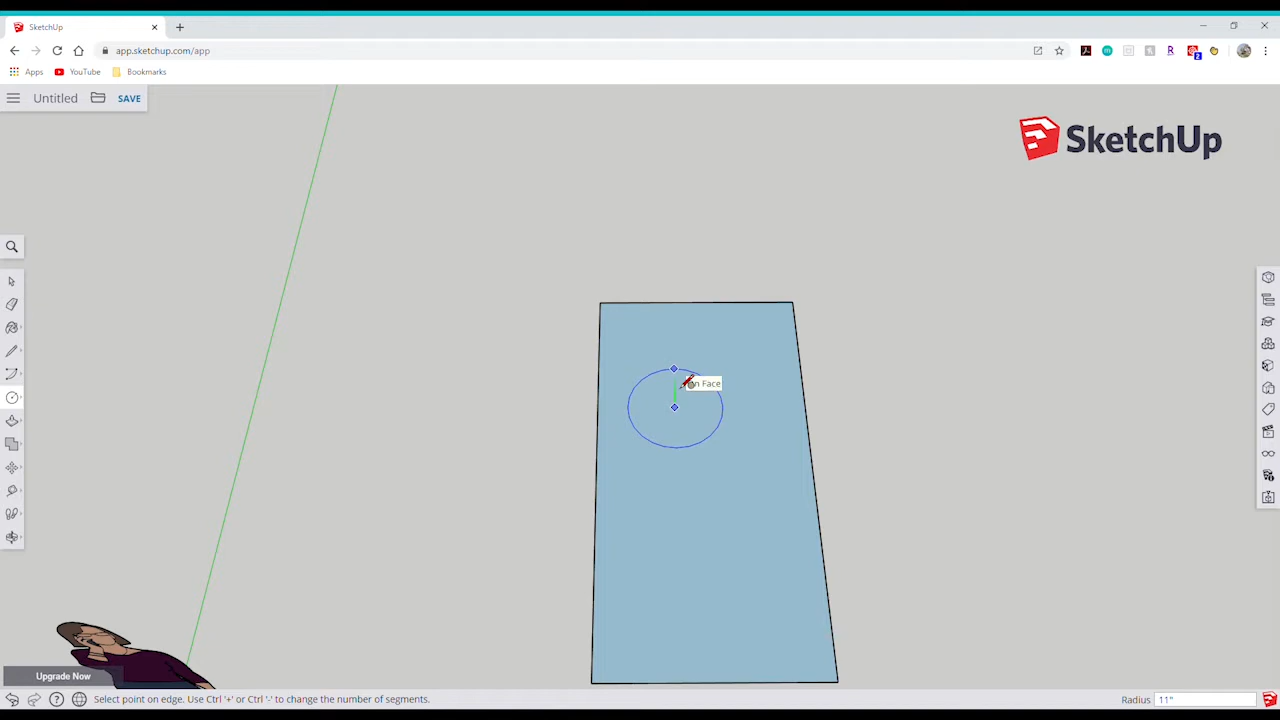 SketchUp
app.sketchup.com/app
Apps YouTube Bookmarks
Untitled SAVE
SketchUp
On Face
Upgrade Now
Select point on edge. Use Ctrl '+' or Ctrl '-' to change the number of segments.
Radius 11"